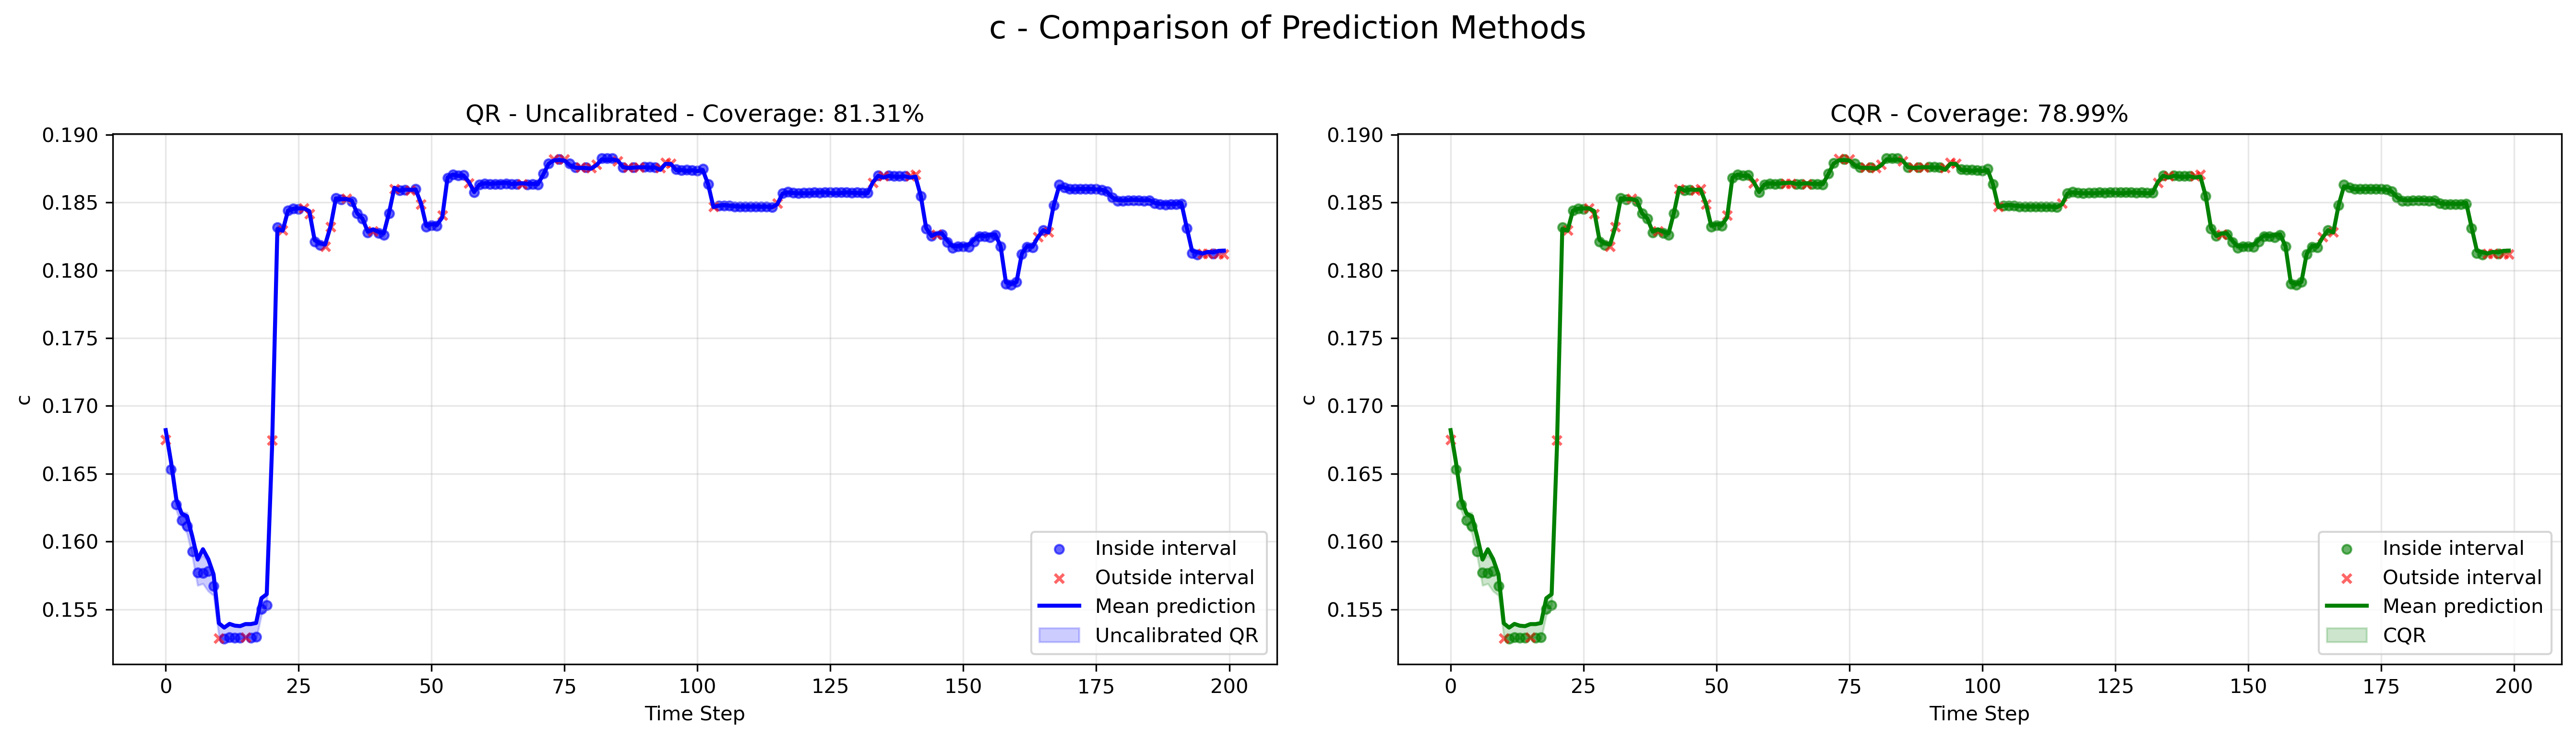 c - Comparison of Prediction Methods
QR - Uncalibrated - Coverage: 81.31%
0.190
0.185
0.180
0.175
0.170
0.165
0.160
0.155
c
0 25 50 75 100 125 150 175 200
Time Step
Inside interval
Outside interval
Mean prediction
Uncalibrated QR
CQR - Coverage: 78.99%
0.190
0.185
0.180
0.175
0.170
0.165
0.160
0.155
c
0 25 50 75 100 125 150 175 200
Time Step
Inside interval
Outside interval
Mean prediction
CQR